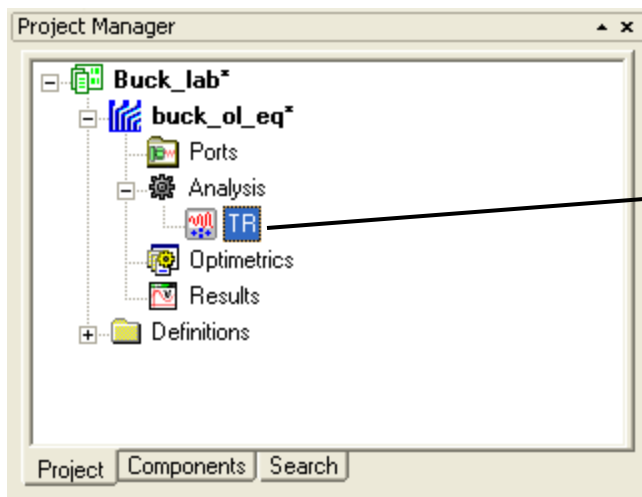 Project Manager
Buck_lab*
buck_ol_eq*
Ports
Analysis
TR
Optimetrics
Results
Definitions
Project Components Search